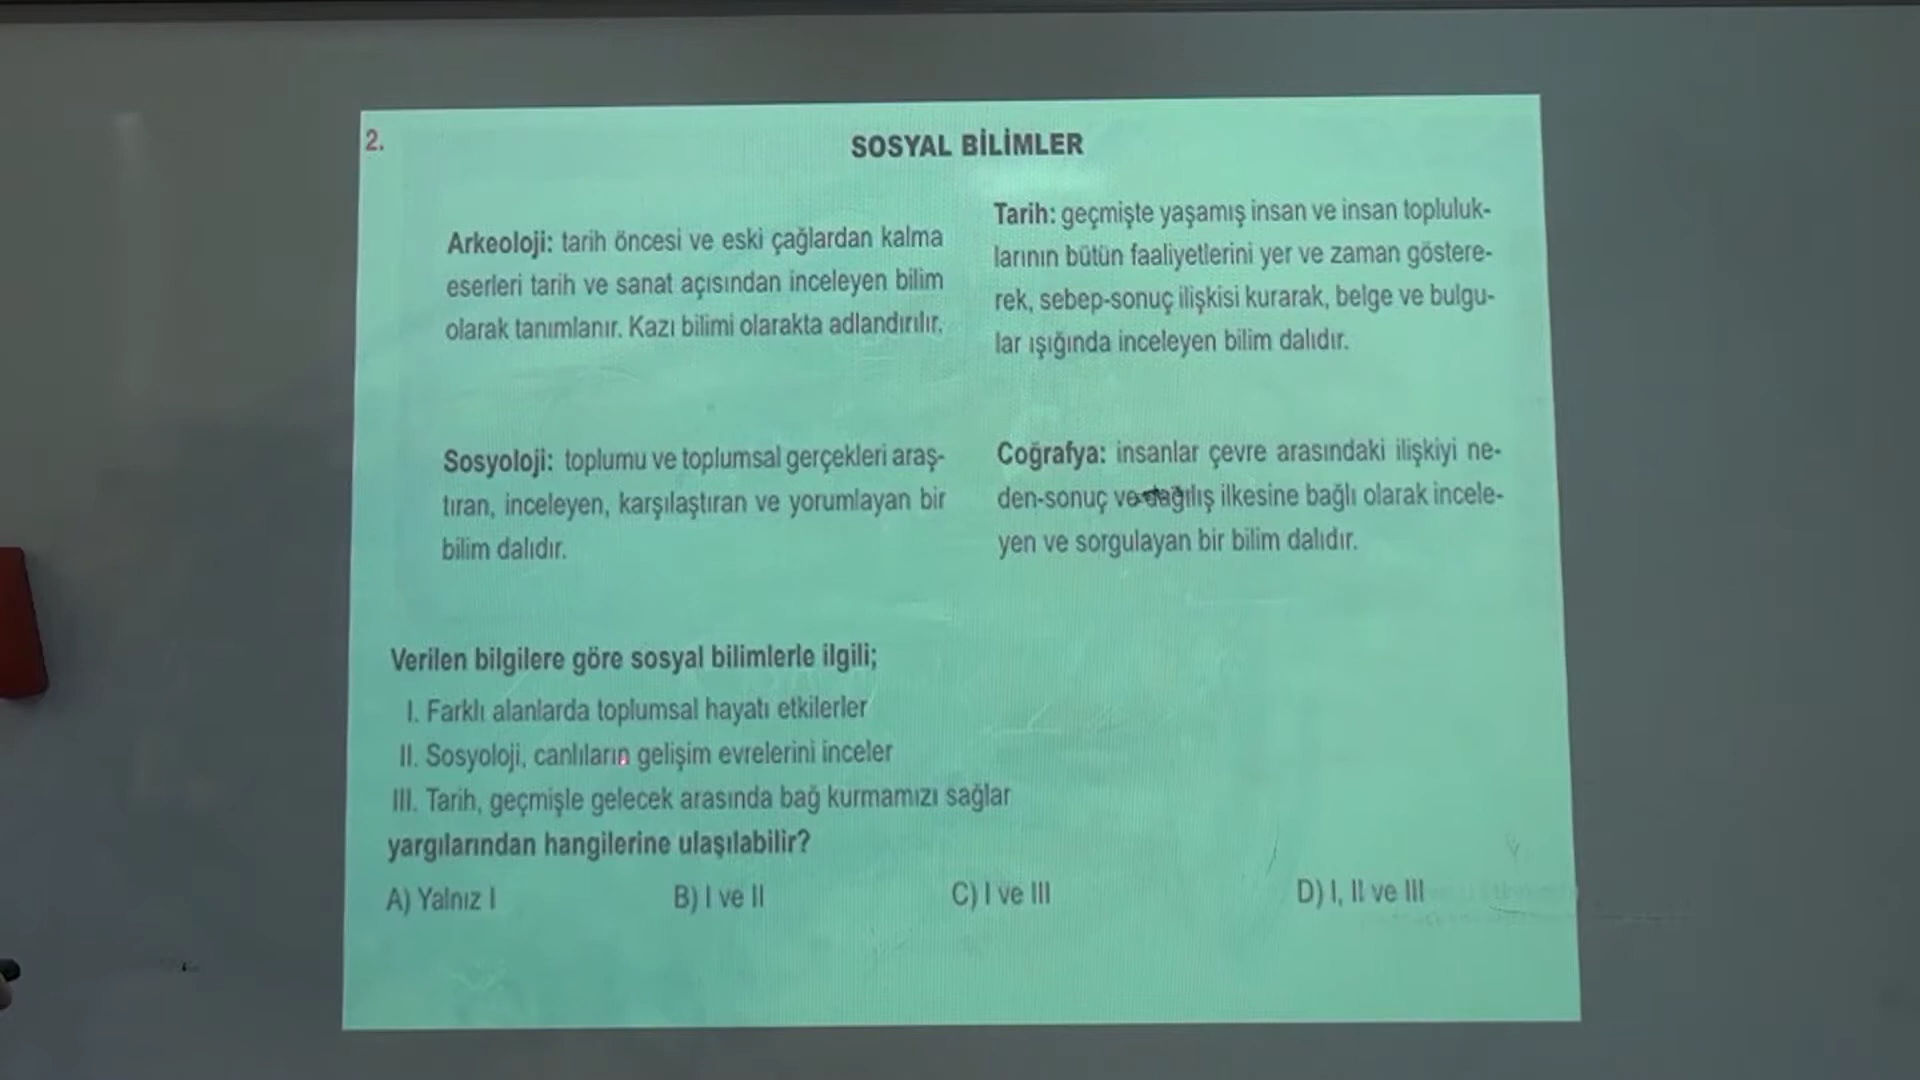 2.
SOSYAL BİLİMLER
Arkeoloji: tarih öncesi ve eski çağlardan kalma
eserleri tarih ve sanat açısından inceleyen bilim
olarak tanımlanır. Kazı bilimi olarakta adlandırılır.
Tarih: geçmişte yaşamış insan ve insan topluluk-
larının bütün faaliyetlerini yer ve zaman göstere-
rek, sebep-sonuç ilişkisi kurarak, belge ve bulgu-
lar ışığında inceleyen bilim dalıdır.
Sosyoloji: toplumu ve toplumsal gerçekleri araş-
tıran, inceleyen, karşılaştıran ve yorumlayan bir
bilim dalıdır.
Coğrafya: insanlar çevre arasındaki ilişkiyi ne-
den-sonuç ve dağılış ilkesine bağlı olarak incele-
yen ve sorgulayan bir bilim dalıdır.
Verilen bilgilere göre sosyal bilimlerle ilgili;
I. Farklı alanlarda toplumsal hayatı etkilerler
II. Sosyoloji, canlıların gelişim evrelerini inceler
III. Tarih, geçmişle gelecek arasında bağ kurmamızı sağlar
yargılarından hangilerine ulaşılabilir?
A) Yalnız I
B) I ve II
C) I ve III
D) I, II ve III